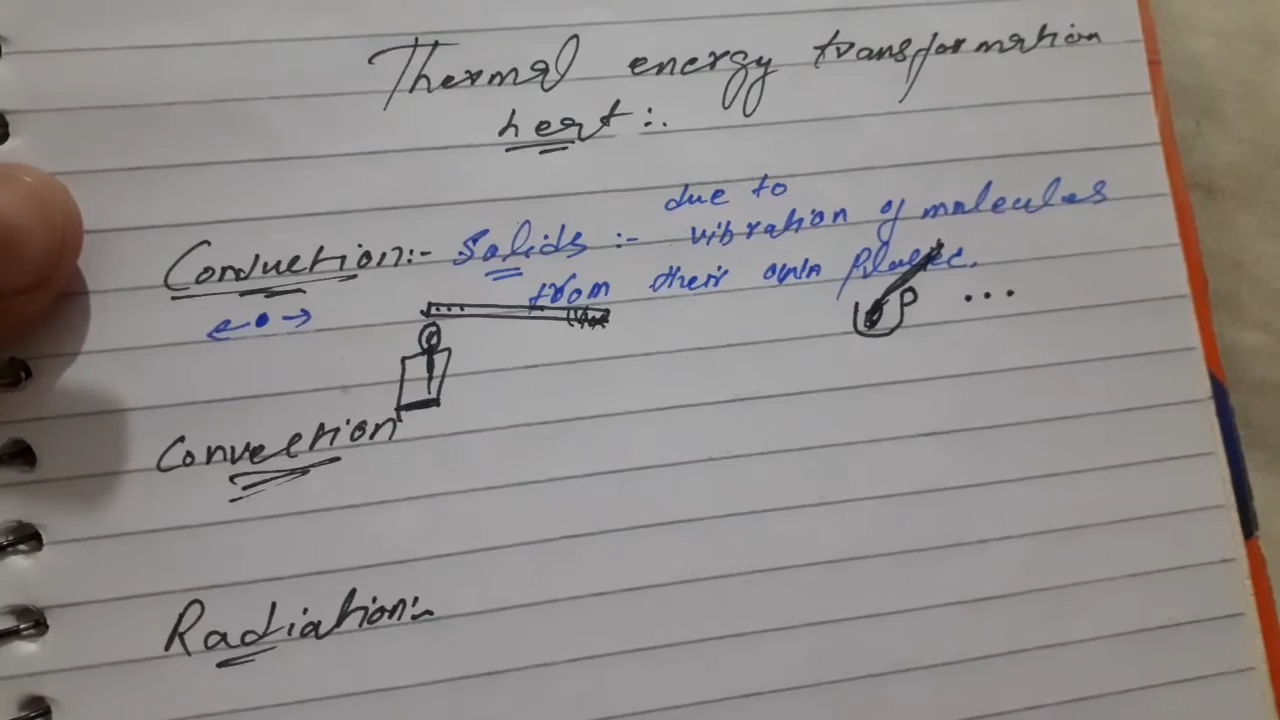 Thermal energy transformation
heat:.
due to
Conduction:- Solids :- vibration of molecules
from their own place.
P ...
Convection
Radiation:-